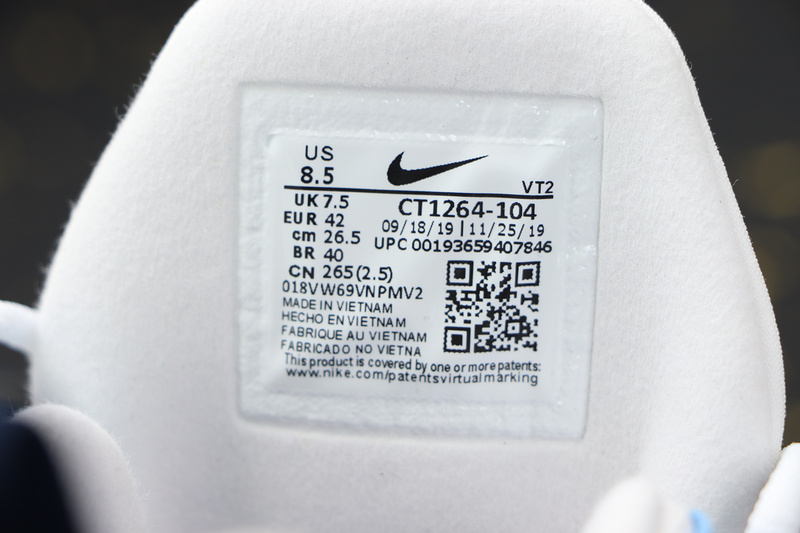 US
8.5
VT2
UK 7.5
EUR 42
cm 26.5
BR 40
CN 265(2.5)
CT1264-104
09/18/19 | 11/25/19
UPC 00193659407846
018VW69VNPMV2
MADE IN VIETNAM
HECHO EN VIETNAM
FABRIQUE AU VIETNAM
FABRICADO NO VIETNA
This product is covered by one or more patents:
www.nike.com/patentsvirtualmarking